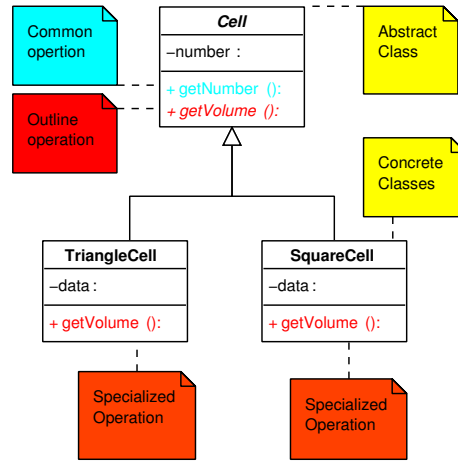 Common
opertion
Cell
–number :
+ getNumber ():
+ getVolume ():
Abstract
Class
Outline
operation
Concrete
Classes
TriangleCell
–data :
+ getVolume ():
SquareCell
–data :
+ getVolume ():
Specialized
Operation
Specialized
Operation